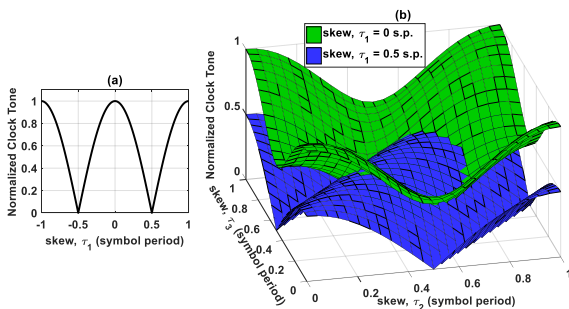 (a)
Normalized Clock Tone
1
0.8
0.6
0.4
0.2
0
-1
-0.5
0
0.5
1
skew, τ1 (symbol period)
(b)
skew, τ1 = 0 s.p.
skew, τ1 = 0.5 s.p.
Normalized Clock Tone
1
0.5
0
1
0.8
0.6
0.4
0.2
0
skew, τ3 (symbol period)
0
0.2
0.4
0.6
0.8
1
skew, τ2 (symbol period)